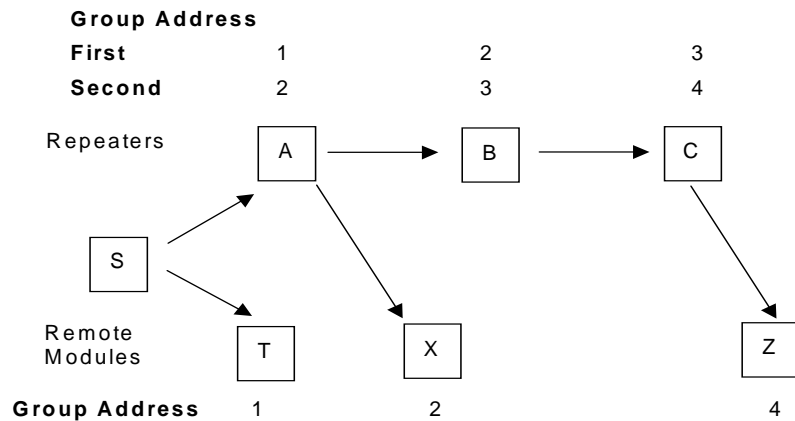 Group Address
First 1 2 3
Second 2 3 4
Repeaters A B C
S
Remote
Modules
T X Z
Group Address 1 2 4